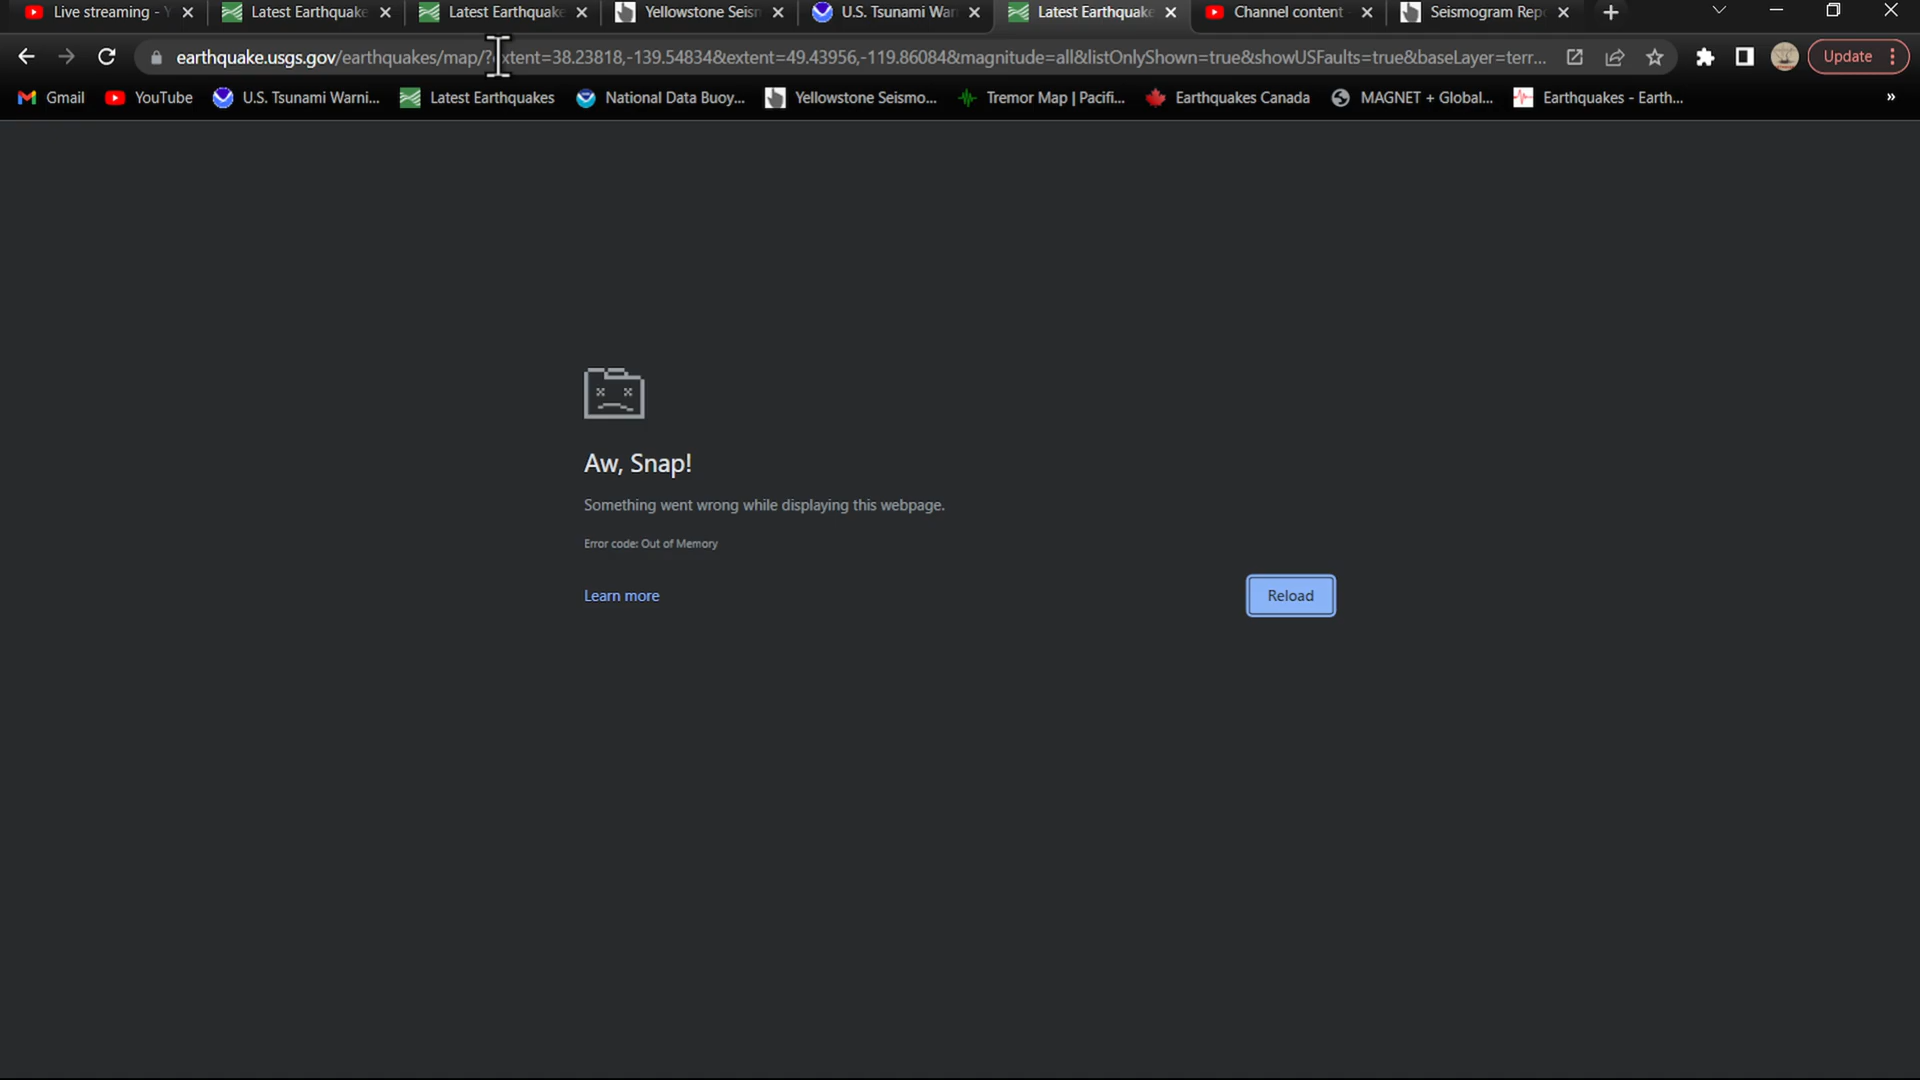 Live streaming - Y
Latest Earthquake
Latest Earthquake
Yellowstone Seism
U.S. Tsunami War
Latest Earthquake
Channel content
Seismogram Rep
earthquake.usgs.gov/earthquakes/map/?extent=38.23818,-139.54834&extent=49.43956,-119.86084&magnitude=all&listOnlyShown=true&showUSFaults=true&baseLayer=terr...
Update
Gmail
YouTube
U.S. Tsunami Warni...
Latest Earthquakes
National Data Buoy...
Yellowstone Seismo...
Tremor Map | Pacifi...
Earthquakes Canada
MAGNET + Global...
Earthquakes - Earth...
»
Aw, Snap!
Something went wrong while displaying this webpage.
Error code: Out of Memory
Learn more
Reload